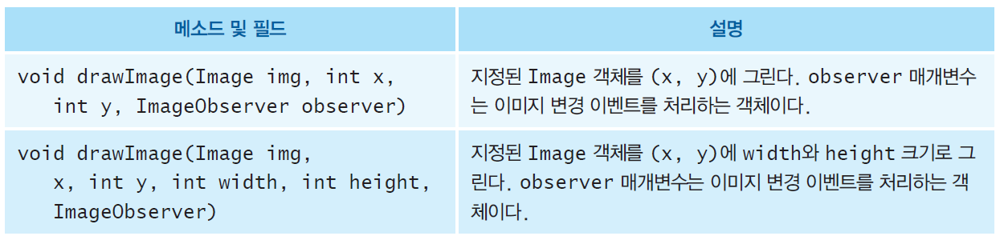 메소드 및 필드
설명
void drawImage(Image img, int x,
int y, ImageObserver observer)
지정된 Image 객체를 (x, y)에 그린다. observer 매개변수
는 이미지 변경 이벤트를 처리하는 객체이다.
void drawImage(Image img,
x, int y, int width, int height,
ImageObserver)
지정된 Image 객체를 (x, y)에 width와 height 크기로 그
린다. observer 매개변수는 이미지 변경 이벤트를 처리하는 객
체이다.